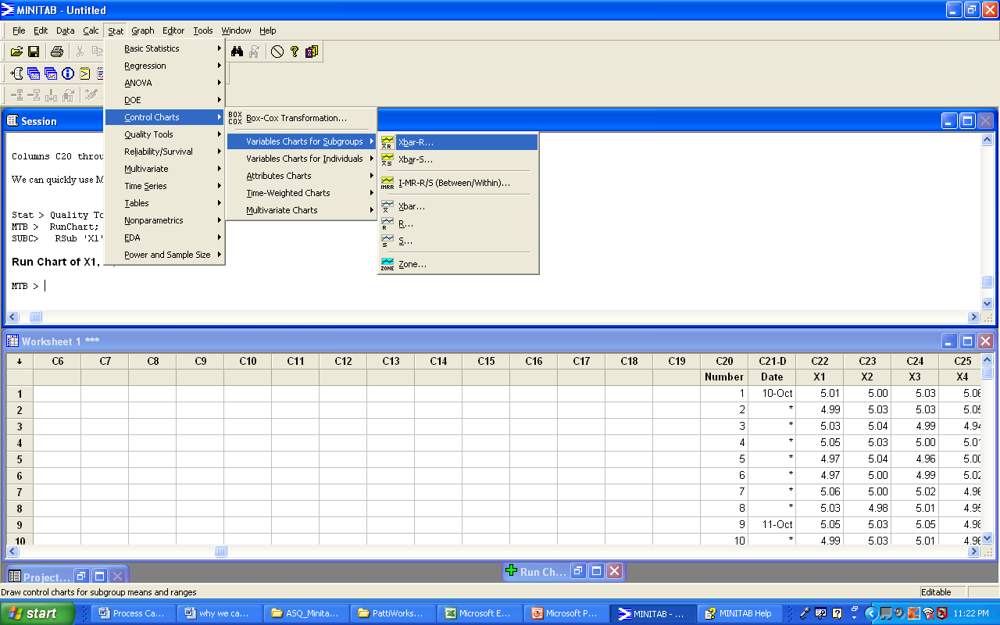 MINITAB - Untitled
File Edit Data Calc Stat Graph Editor Tools Window Help
Basic Statistics
Regression
ANOVA
DOE
Control Charts
Quality Tools
Reliability/Survival
Multivariate
Time Series
Tables
Nonparametrics
EDA
Power and Sample Size
BOX COX Box-Cox Transformation...
Variables Charts for Subgroups
Variables Charts for Individuals
Attributes Charts
Time-Weighted Charts
Multivariate Charts
XR Xbar-R...
XS Xbar-S...
IMRR I-MR-R/S (Between/Within)...
X Xbar...
R R...
S S...
ZONE Zone...
Session
Columns C20 throu
We can quickly use M
Stat > Quality To
MTB > RunChart;
SUBC> RSub 'X1'
Run Chart of X1,
MTB >
Worksheet 1 ***
C6 C7 C8 C9 C10 C11 C12 C13 C14 C15 C16 C17 C18 C19 C20 C21-D C22 C23 C24 C25
Number Date X1 X2 X3 X4
1 1 10-Oct 5.01 5.00 5.03 5.06
2 2 * 4.99 5.03 5.03 5.05
3 3 * 5.03 5.04 4.99 4.94
4 4 * 5.05 5.03 5.00 5.01
5 5 * 4.97 5.04 4.96 5.00
6 6 * 4.97 5.00 4.99 5.02
7 7 * 5.06 5.00 5.02 4.96
8 8 * 5.03 4.98 5.01 4.95
9 9 11-Oct 5.05 5.03 5.05 4.98
10 10 * 4.99 5.03 5.01 4.96
Project...
Run Ch...
Draw control charts for subgroup means and ranges
Editable
start
Process Ca...
why we ca...
ASQ_Minita...
PattiWorks...
Microsoft E...
Microsoft P...
MINITAB - ...
MINITAB Help
11:22 PM